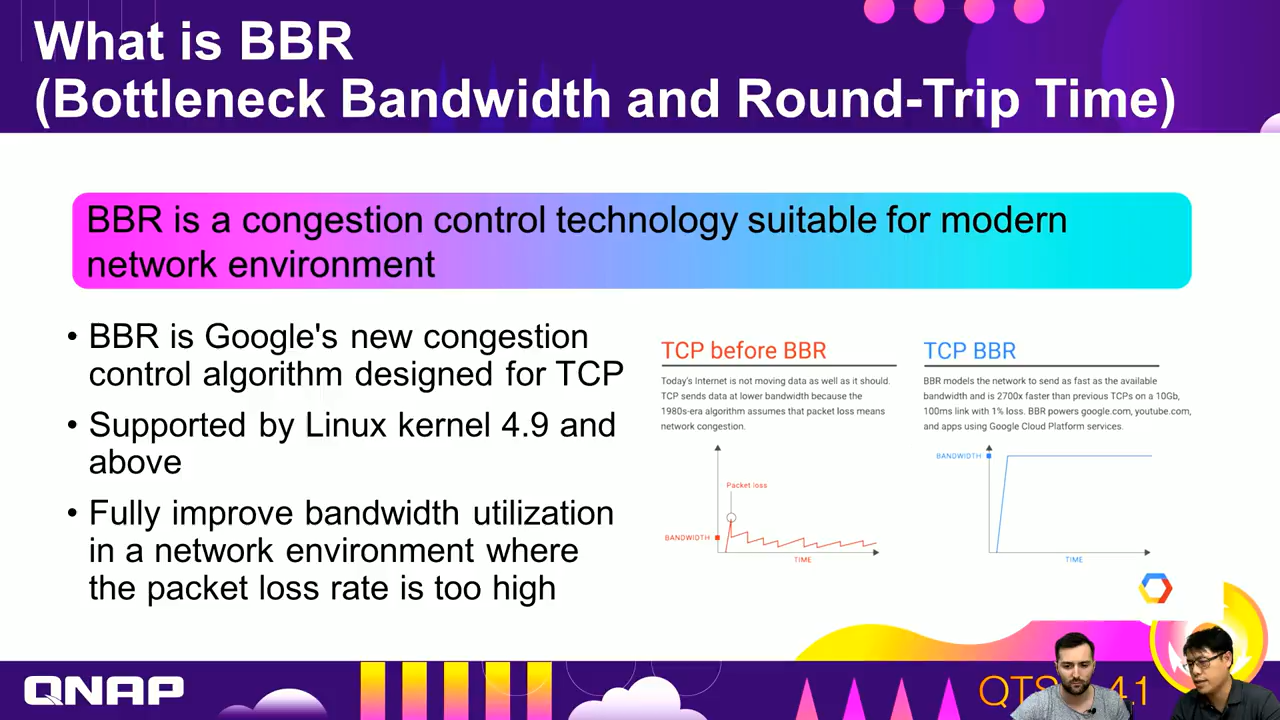 What is BBR
(Bottleneck Bandwidth and Round-Trip Time)
BBR is a congestion control technology suitable for modern
network environment
• BBR is Google's new congestion
control algorithm designed for TCP
• Supported by Linux kernel 4.9 and
above
• Fully improve bandwidth utilization
in a network environment where
the packet loss rate is too high
TCP before BBR
Today's Internet is not moving data as well as it should.
TCP sends data at lower bandwidth because the
1980s-era algorithm assumes that packet loss means
network congestion.
Packet loss
BANDWIDTH
TIME
TCP BBR
BBR models the network to send as fast as the available
bandwidth and is 2700x faster than previous TCPs on a 10Gb,
100ms link with 1% loss. BBR powers google.com, youtube.com,
and apps using Google Cloud Platform services.
BANDWIDTH
TIME
QNAP
QTS 4.1